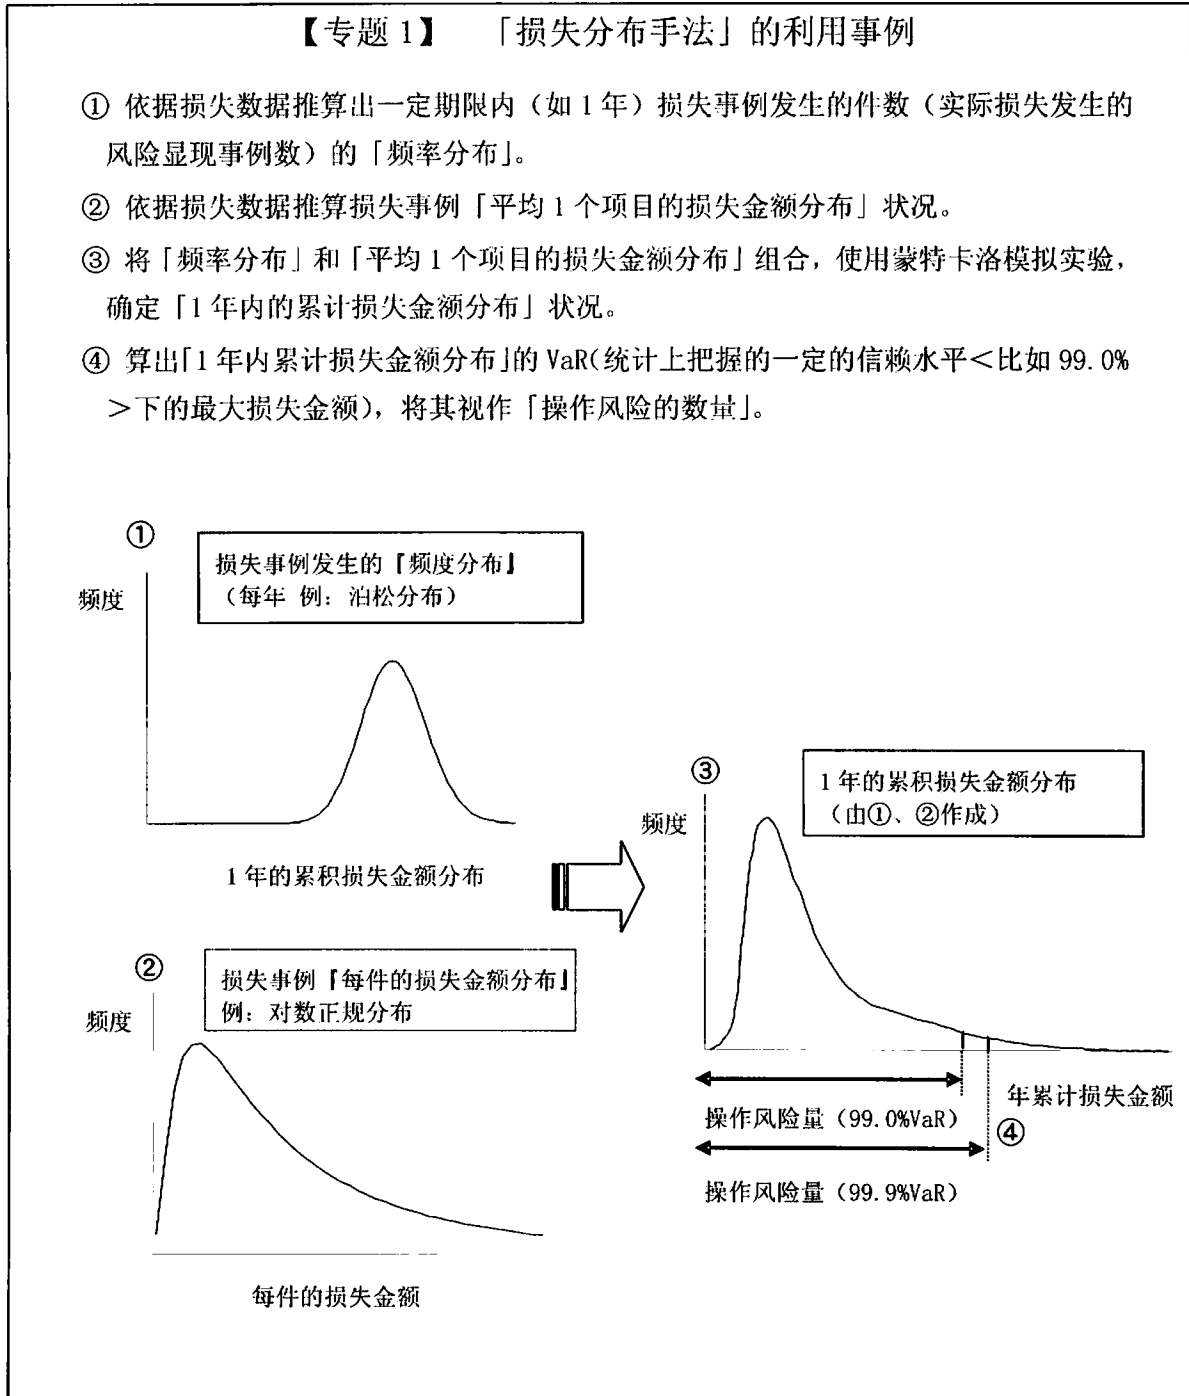 【专题 1】 「损失分布手法」的利用事例
① 依据损失数据推算出一定期限内（如 1 年）损失事例发生的件数（实际损失发生的
风险显现事例数）的「频率分布」。
② 依据损失数据推算损失事例「平均 1 个项目的损失金额分布」状况。
③ 将「频率分布」和「平均 1 个项目的损失金额分布」组合，使用蒙特卡洛模拟实验，
确定「1 年内的累计损失金额分布」状况。
④ 算出「1 年内累计损失金额分布」的 VaR(统计上把握的一定的信赖水平＜比如 99.0%
＞下的最大损失金额），将其视作「操作风险的数量」。
①
损失事例发生的『频度分布』
（每年 例：泊松分布）
频度
1 年的累积损失金额分布
②
损失事例『每件的损失金额分布』
例：对数正规分布
频度
每件的损失金额
③
1 年的累积损失金额分布
（由①、②作成）
频度
年累计损失金额
操作风险量（99.0%VaR）
④
操作风险量（99.9%VaR）